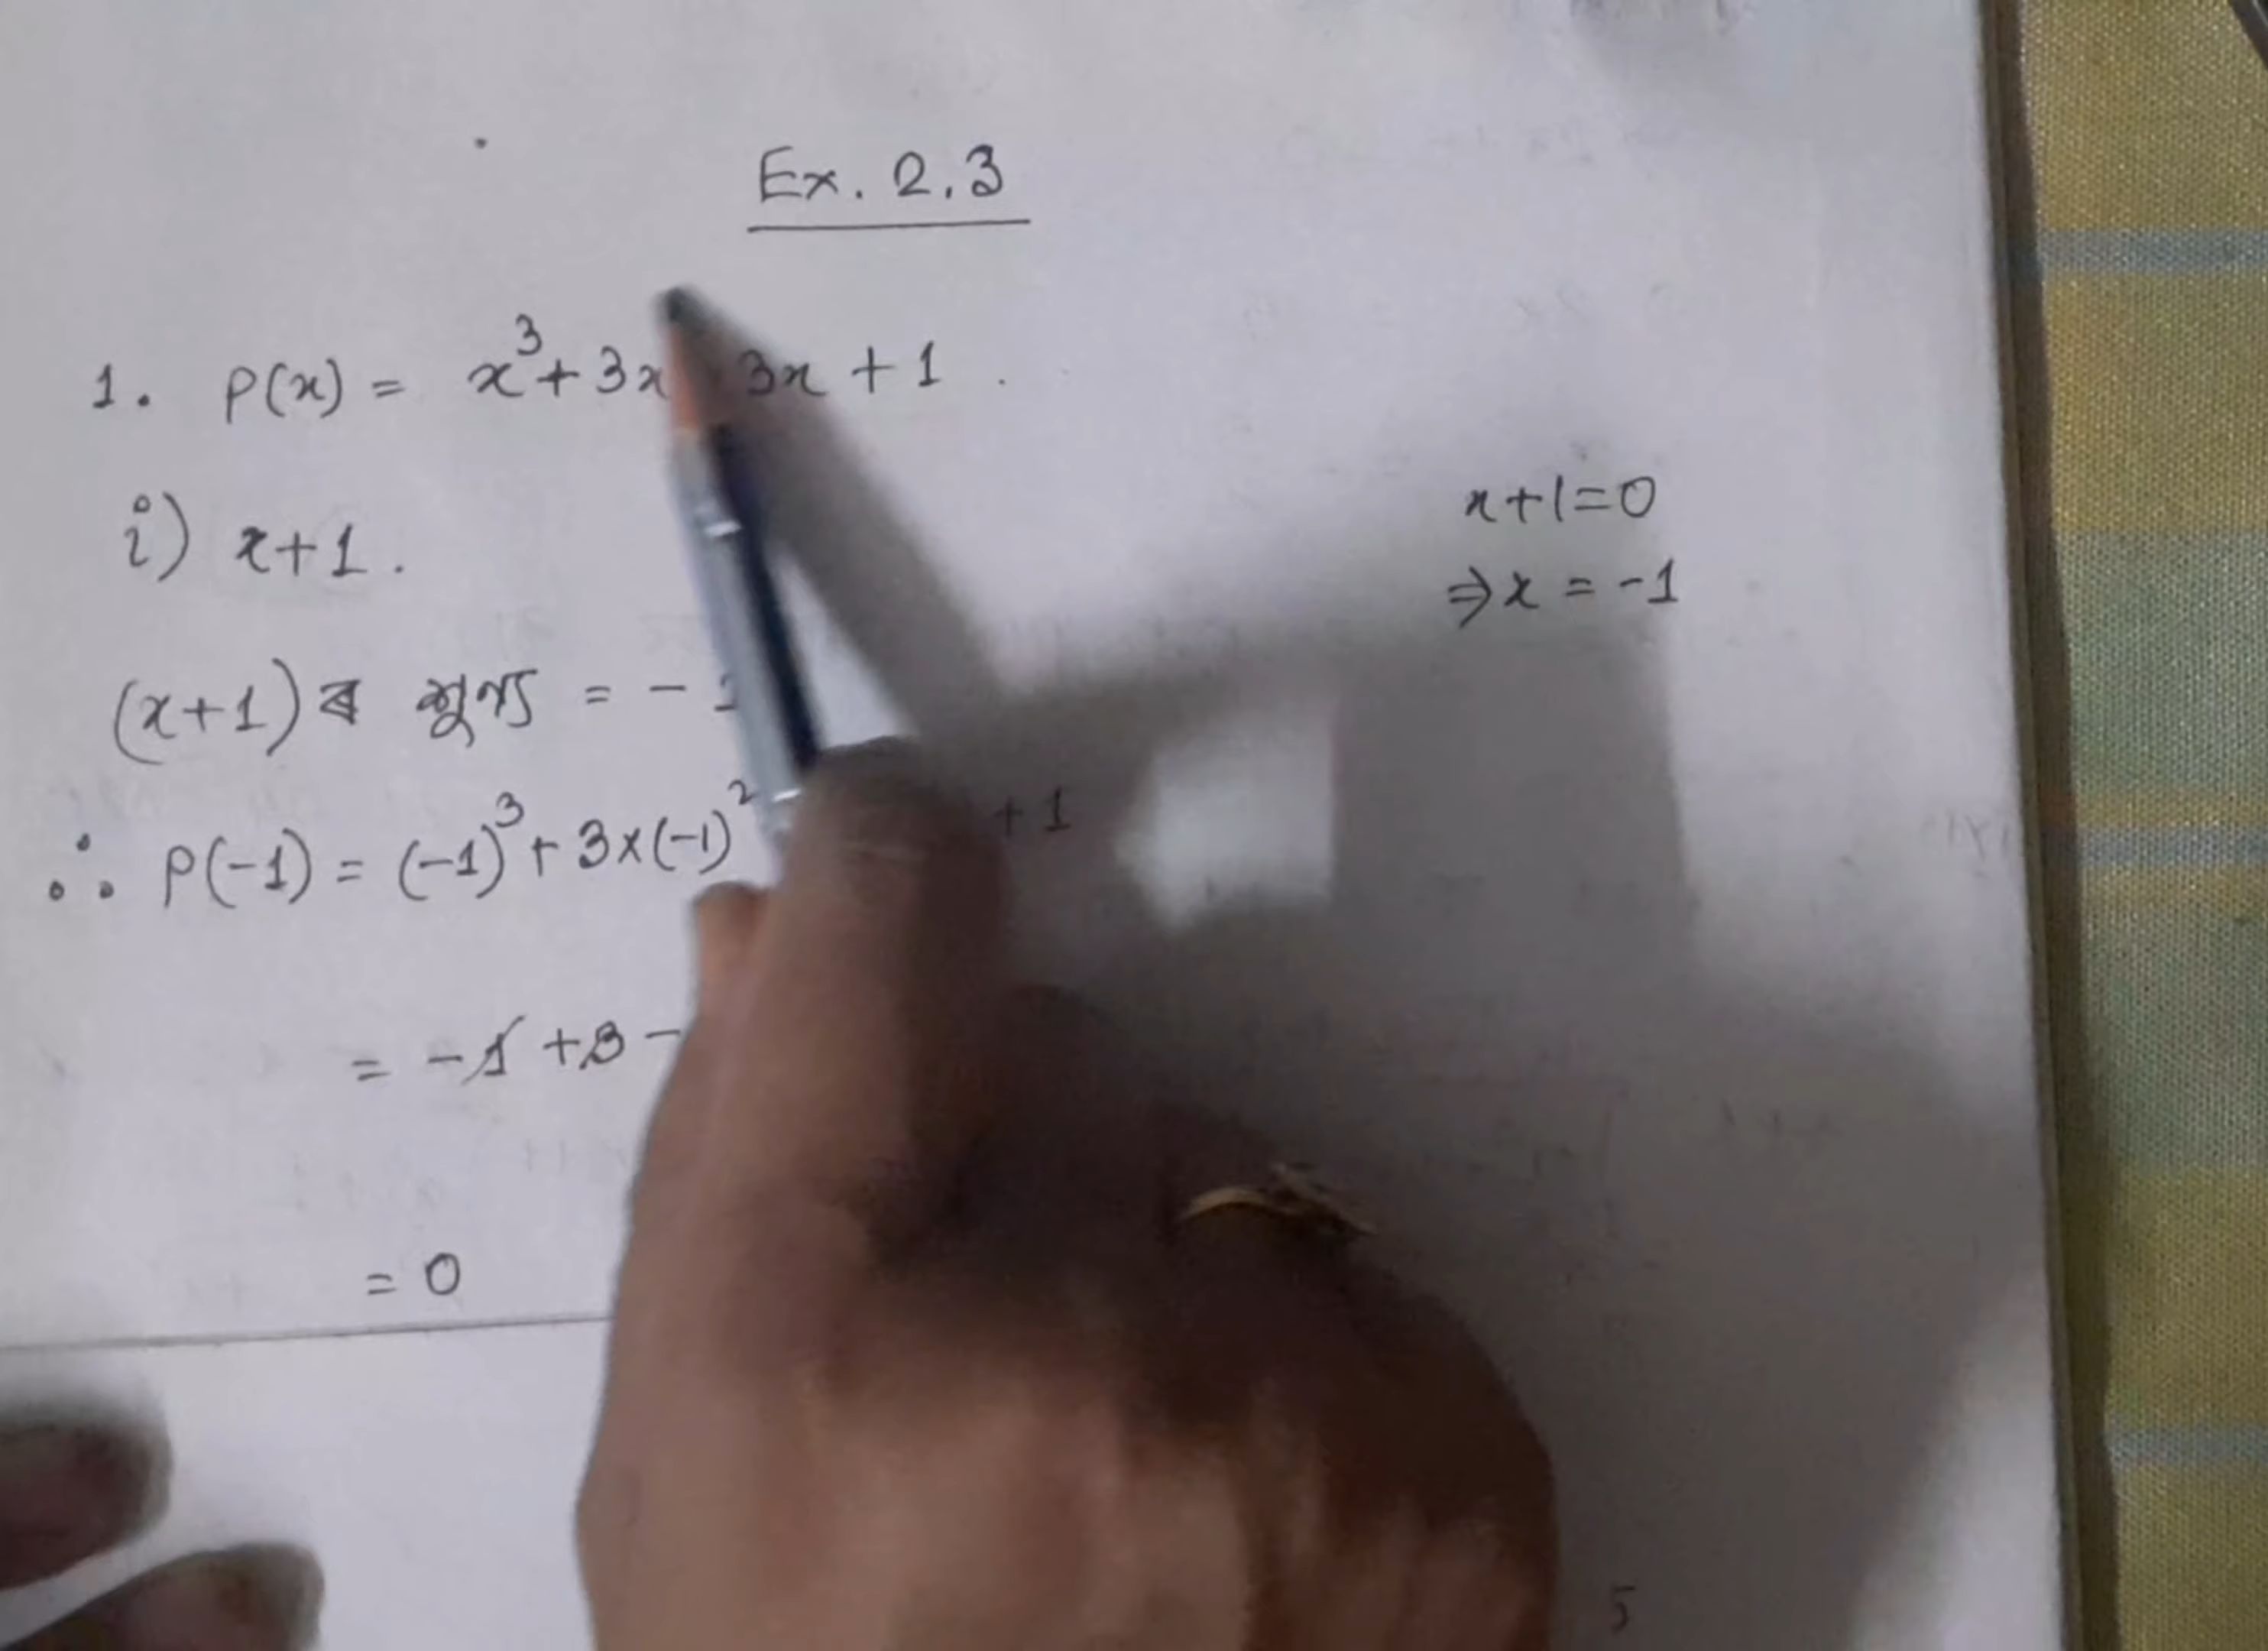 Ex. 2.3
1. P(x) = x³ + 3x 3x + 1 .
i) x+1 .
x+1=0
⇒x = -1
(x+1)ৰ শূন্য = -
∴ P(-1) = (-1)³ + 3×(-1)² + 1
= -1 +3 -
= 0
5